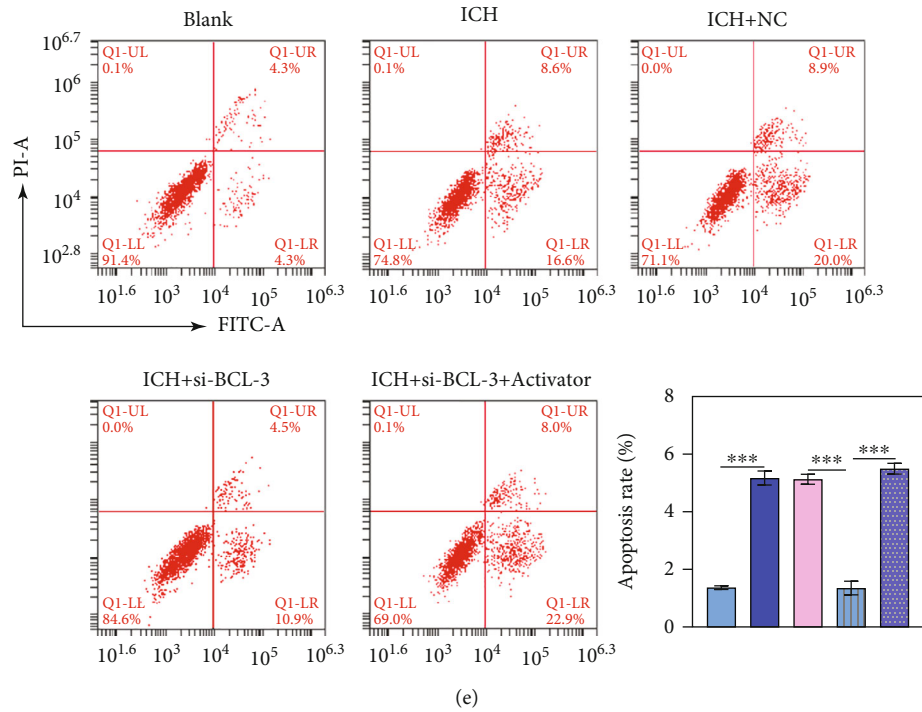 Blank
ICH
ICH+NC
10^6.7
10^6
10^5
10^4
10^2.8
PI-A
Q1-UL
0.1%
Q1-UR
4.3%
Q1-LL
91.4%
Q1-LR
4.3%
Q1-UL
0.1%
Q1-UR
8.6%
Q1-LL
74.8%
Q1-LR
16.6%
Q1-UL
0.0%
Q1-UR
8.9%
Q1-LL
71.1%
Q1-LR
20.0%
10^1.6 10^3 10^4 10^5 10^6.3
10^1.6 10^3 10^4 10^5 10^6.3
10^1.6 10^3 10^4 10^5 10^6.3
FITC-A
ICH+si-BCL-3
ICH+si-BCL-3+Activator
Q1-UL
0.0%
Q1-UR
4.5%
Q1-LL
84.6%
Q1-LR
10.9%
Q1-UL
0.1%
Q1-UR
8.0%
Q1-LL
69.0%
Q1-LR
22.9%
10^1.6 10^3 10^4 10^5 10^6.3
10^1.6 10^3 10^4 10^5 10^6.3
Apoptosis rate (%)
8
6
4
2
0
*** *** ***
(e)